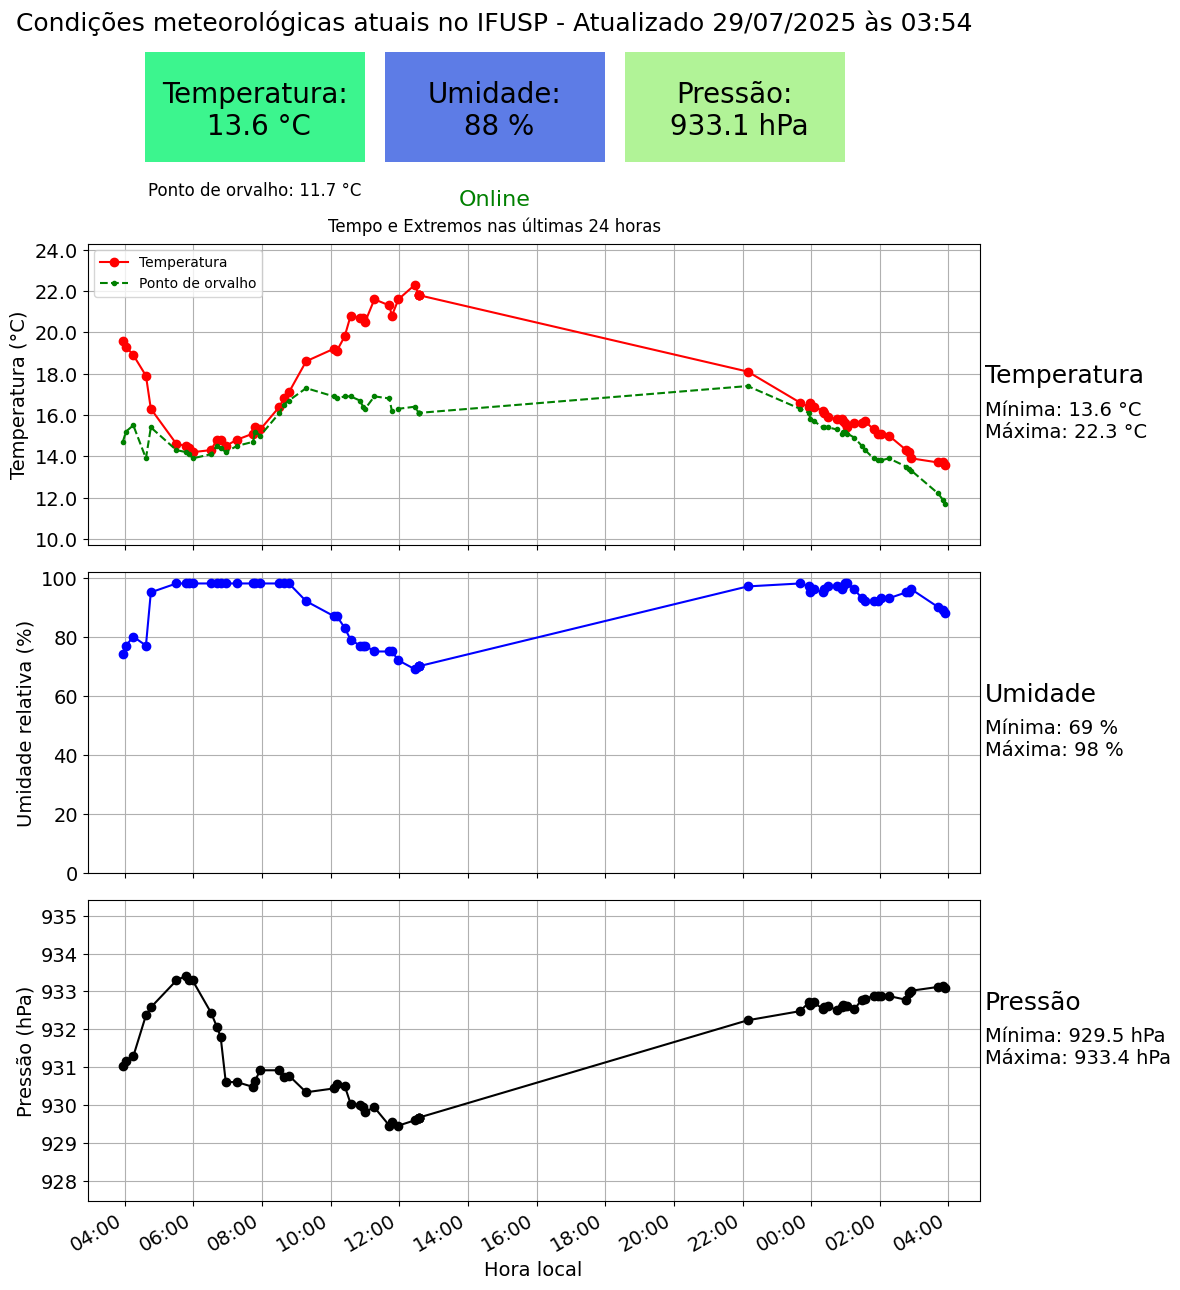 Condições meteorológicas atuais no IFUSP - Atualizado 29/07/2025 às 03:54
Temperatura:
13.6 °C
Umidade:
88 %
Pressão:
933.1 hPa
Ponto de orvalho: 11.7 °C
Online
Tempo e Extremos nas últimas 24 horas
Temperatura (°C)
24.0
22.0
20.0
18.0
16.0
14.0
12.0
10.0
Temperatura
Ponto de orvalho
Temperatura
Mínima: 13.6 °C
Máxima: 22.3 °C
Umidade relativa (%)
100
80
60
40
20
0
Umidade
Mínima: 69 %
Máxima: 98 %
Pressão (hPa)
935
934
933
932
931
930
929
928
Pressão
Mínima: 929.5 hPa
Máxima: 933.4 hPa
04:00 06:00 08:00 10:00 12:00 14:00 16:00 18:00 20:00 22:00 00:00 02:00 04:00
Hora local